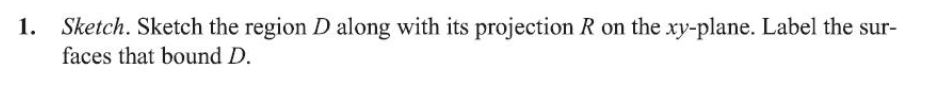 1. Sketch. Sketch the region D along with its projection R on the xy-plane. Label the sur-
faces that bound D.